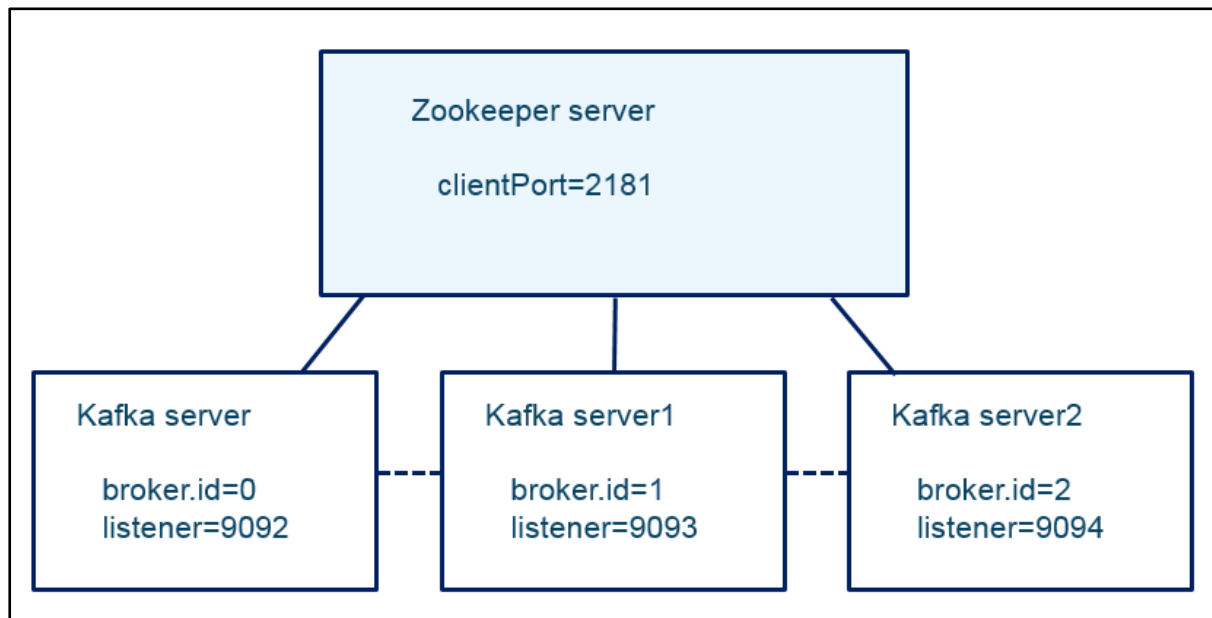 Zookeeper server
clientPort=2181
Kafka server
broker.id=0
listener=9092
Kafka server1
broker.id=1
listener=9093
Kafka server2
broker.id=2
listener=9094